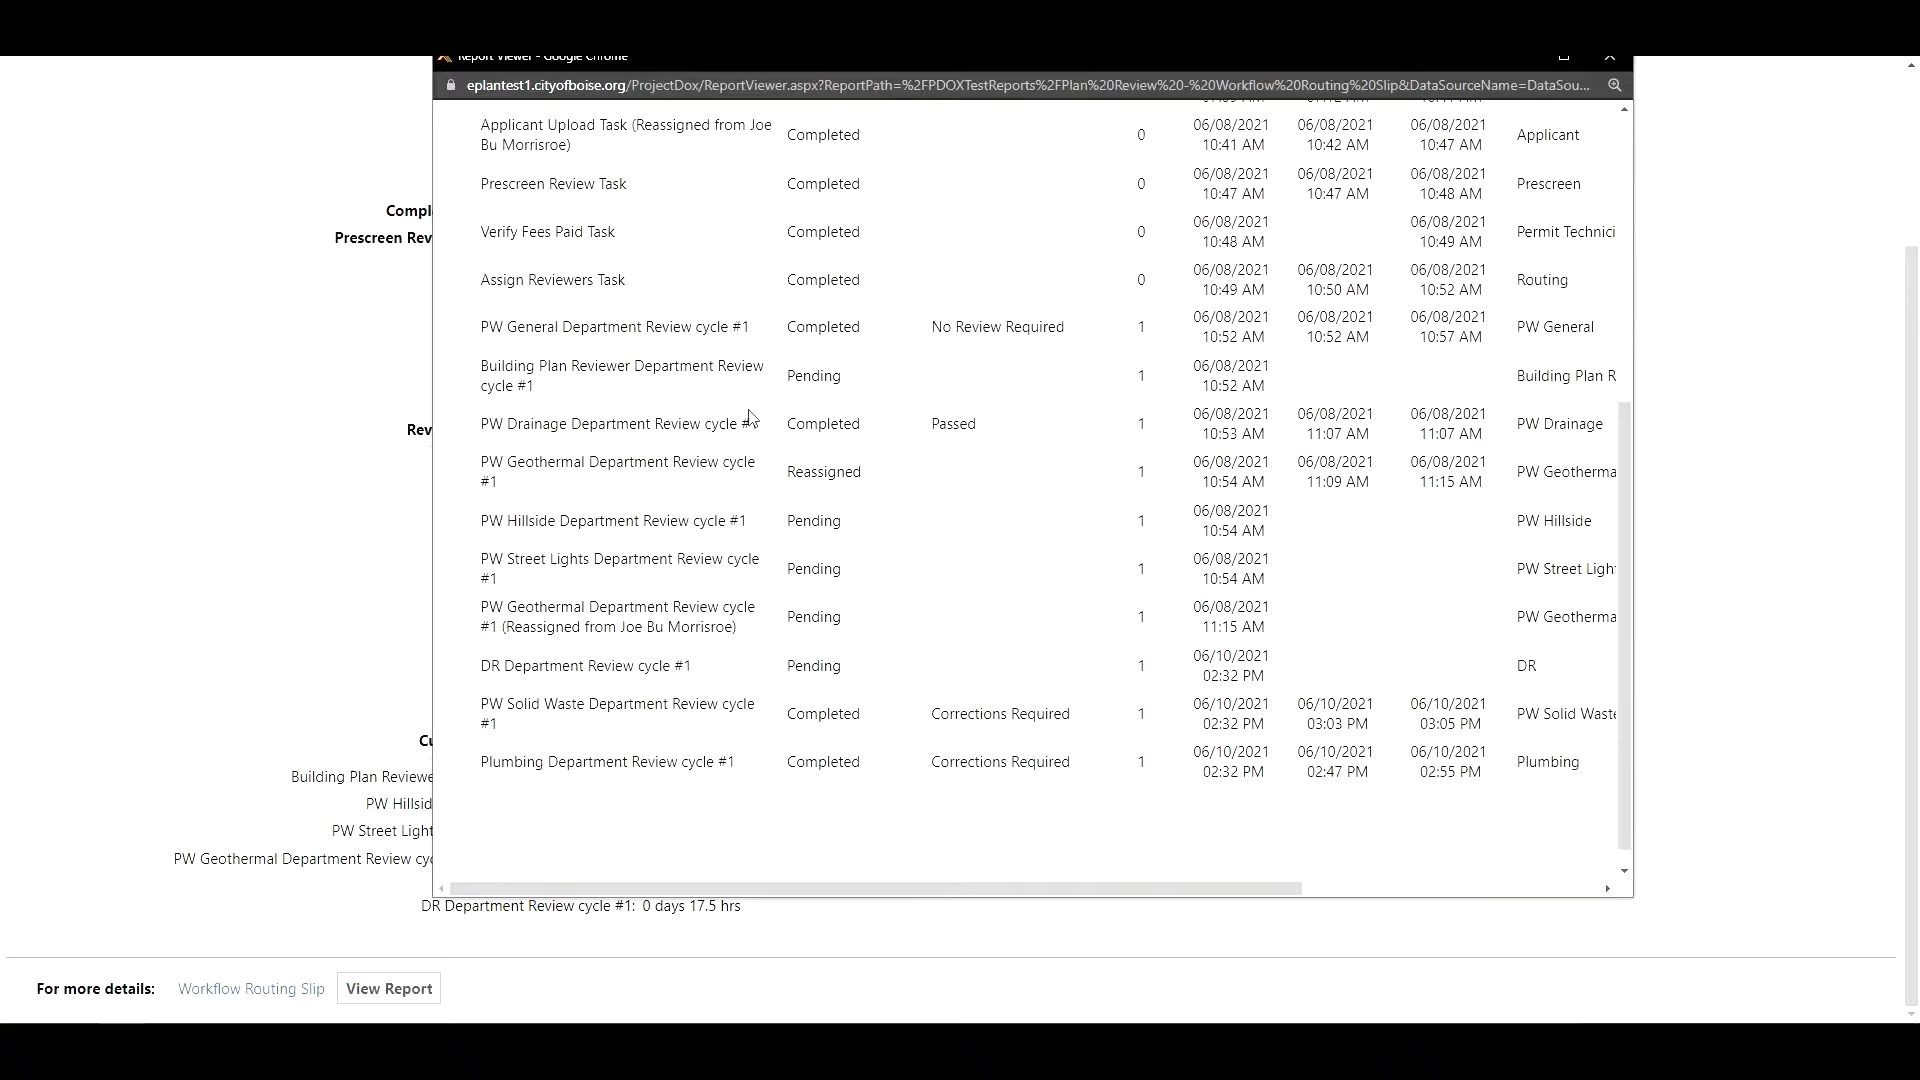 Report Viewer - Google Chrome
eplantest1.cityofboise.org/ProjectDox/ReportViewer.aspx?ReportPath=%2FPDOXTestReports%2FPlan%20Review%20-%20Workflow%20Routing%20Slip&DataSourceName=DataSou...
Applicant Upload Task (Reassigned from Joe
Bu Morrisroe) Completed 0 06/08/2021 10:41 AM 06/08/2021 10:42 AM 06/08/2021 10:47 AM Applicant
Prescreen Review Task Completed 0 06/08/2021 10:47 AM 06/08/2021 10:47 AM 06/08/2021 10:48 AM Prescreen
Verify Fees Paid Task Completed 0 06/08/2021 10:48 AM 06/08/2021 10:49 AM Permit Technici
Assign Reviewers Task Completed 0 06/08/2021 10:49 AM 06/08/2021 10:50 AM 06/08/2021 10:52 AM Routing
PW General Department Review cycle #1 Completed No Review Required 1 06/08/2021 10:52 AM 06/08/2021 10:52 AM 06/08/2021 10:57 AM PW General
Building Plan Reviewer Department Review
cycle #1 Pending 1 06/08/2021 10:52 AM Building Plan R
PW Drainage Department Review cycle # Completed Passed 1 06/08/2021 10:53 AM 06/08/2021 11:07 AM 06/08/2021 11:07 AM PW Drainage
PW Geothermal Department Review cycle
#1 Reassigned 1 06/08/2021 10:54 AM 06/08/2021 11:09 AM 06/08/2021 11:15 AM PW Geotherma
PW Hillside Department Review cycle #1 Pending 1 06/08/2021 10:54 AM PW Hillside
PW Street Lights Department Review cycle
#1 Pending 1 06/08/2021 10:54 AM PW Street Ligh
PW Geothermal Department Review cycle
#1 (Reassigned from Joe Bu Morrisroe) Pending 1 06/08/2021 11:15 AM PW Geotherma
DR Department Review cycle #1 Pending 1 06/10/2021 02:32 PM DR
PW Solid Waste Department Review cycle
#1 Completed Corrections Required 1 06/10/2021 02:32 PM 06/10/2021 03:03 PM 06/10/2021 03:05 PM PW Solid Waste
Plumbing Department Review cycle #1 Completed Corrections Required 1 06/10/2021 02:32 PM 06/10/2021 02:47 PM 06/10/2021 02:55 PM Plumbing
Compl
Prescreen Rev
Rev
Cu
Building Plan Reviewe
PW Hillsid
PW Street Light
PW Geothermal Department Review cyc
DR Department Review cycle #1: 0 days 17.5 hrs
For more details: Workflow Routing Slip View Report